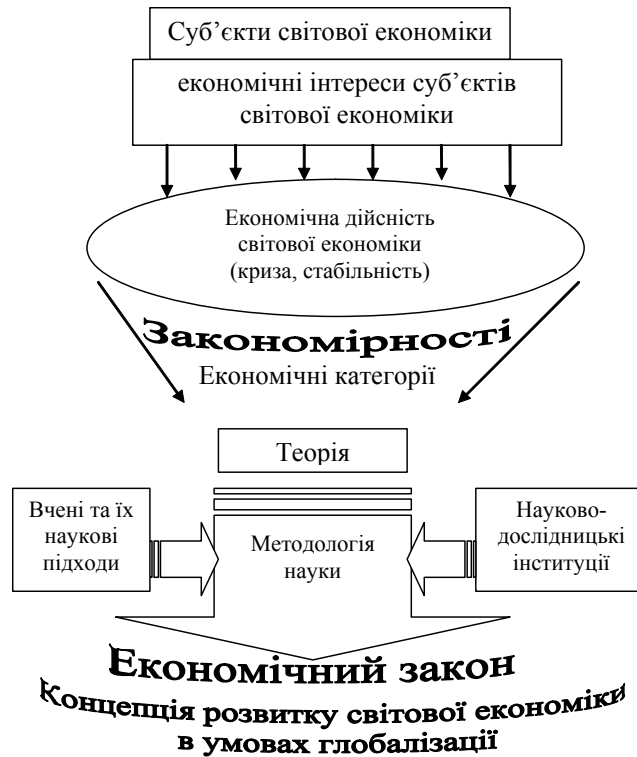 Суб’єкти світової економіки
економічні інтереси суб’єктів
світової економіки
Економічна дійсність
світової економіки
(криза, стабільність)
Закономірності
Економічні категорії
Теорія
Вчені та їх
наукові
підходи
Методологія
науки
Науково-
дослідницькі
інституції
Економічний закон
Концепція розвитку світової економіки
в умовах глобалізації